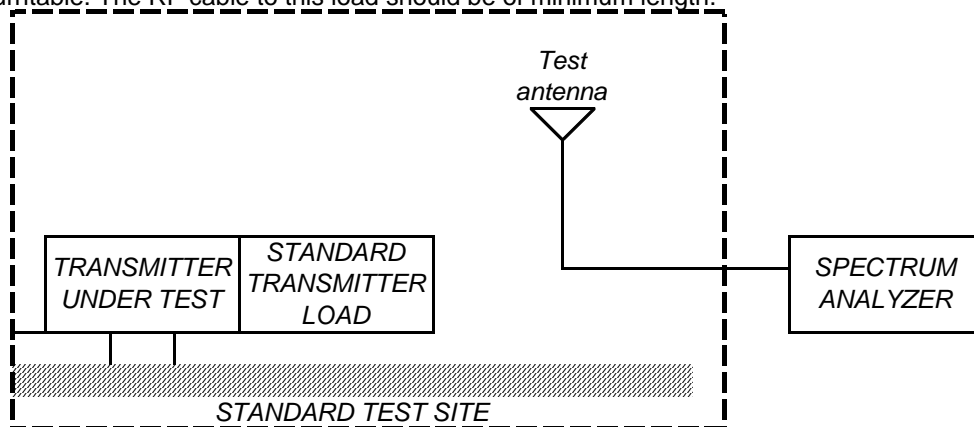 The RF cable to this load should be of minimum length.
Test
antenna
TRANSMITTER
UNDER TEST
STANDARD
TRANSMITTER
LOAD
SPECTRUM
ANALYZER
STANDARD TEST SITE